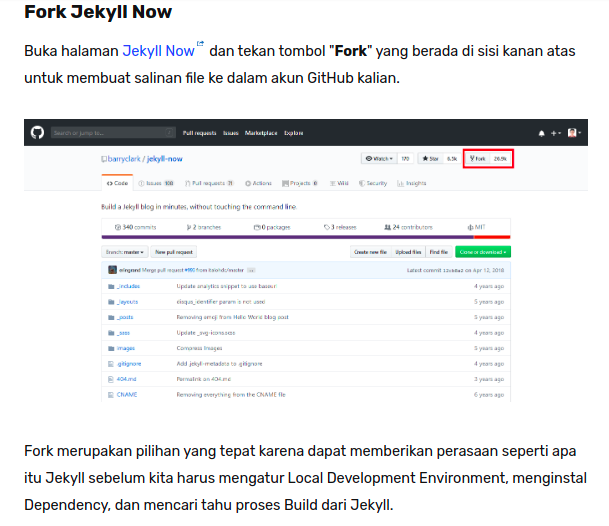 Fork Jekyll Now
Buka halaman Jekyll Now dan tekan tombol "Fork" yang berada di sisi kanan atas
untuk membuat salinan file ke dalam akun GitHub kalian.
Search or jump to... Pull requests Issues Marketplace Explore
barryclark / jekyll-now Watch 170 Star 6.3k Fork 26.9k
Code Issues 108 Pull requests 71 Actions Projects 0 Wiki Security Insights
Build a Jekyll blog in minutes, without touching the command line.
340 commits 2 branches 0 packages 3 releases 24 contributors MIT
Branch: master New pull request Create new file Upload files Find file Clone or download
Merge pull request from Latest commit on Apr 12, 2018
_includes Update analytics snippet to use baseurl 4 years ago
_layouts disqus_identifier param is not used 5 years ago
_posts Removing emoji from Hello World blog post 5 years ago
_sass Update _svg-icons.scss 4 years ago
images Compress Images 5 years ago
.gitignore Add .jekyll-metadata to .gitignore 4 years ago
404.md Permalink on 404.md 3 years ago
CNAME Removing everything from the CNAME file 6 years ago
Fork merupakan pilihan yang tepat karena dapat memberikan perasaan seperti apa
itu Jekyll sebelum kita harus mengatur Local Development Environment, menginstal
Dependency, dan mencari tahu proses Build dari Jekyll.